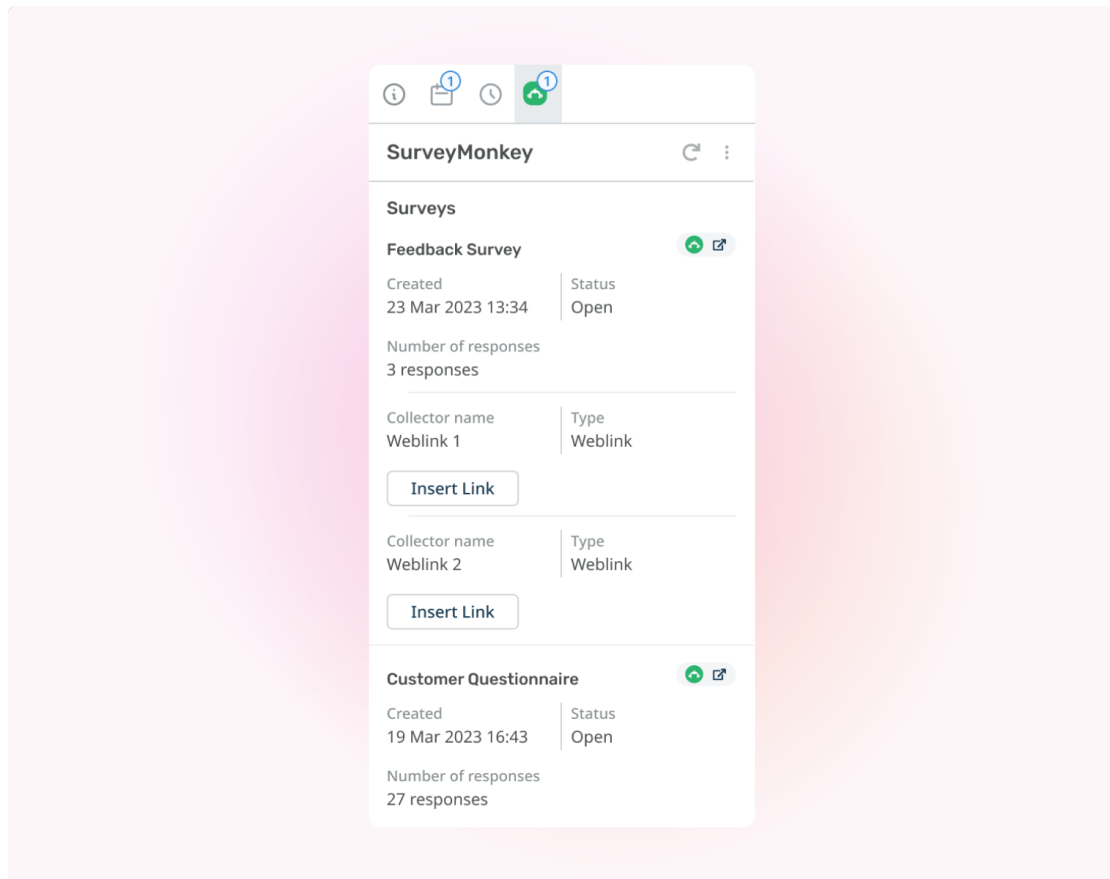 1
1
SurveyMonkey
Surveys
Feedback Survey
Created
Status
23 Mar 2023 13:34
Open
Number of responses
3 responses
Collector name
Type
Weblink 1
Weblink
Insert Link
Collector name
Type
Weblink 2
Weblink
Insert Link
Customer Questionnaire
Created
Status
19 Mar 2023 16:43
Open
Number of responses
27 responses